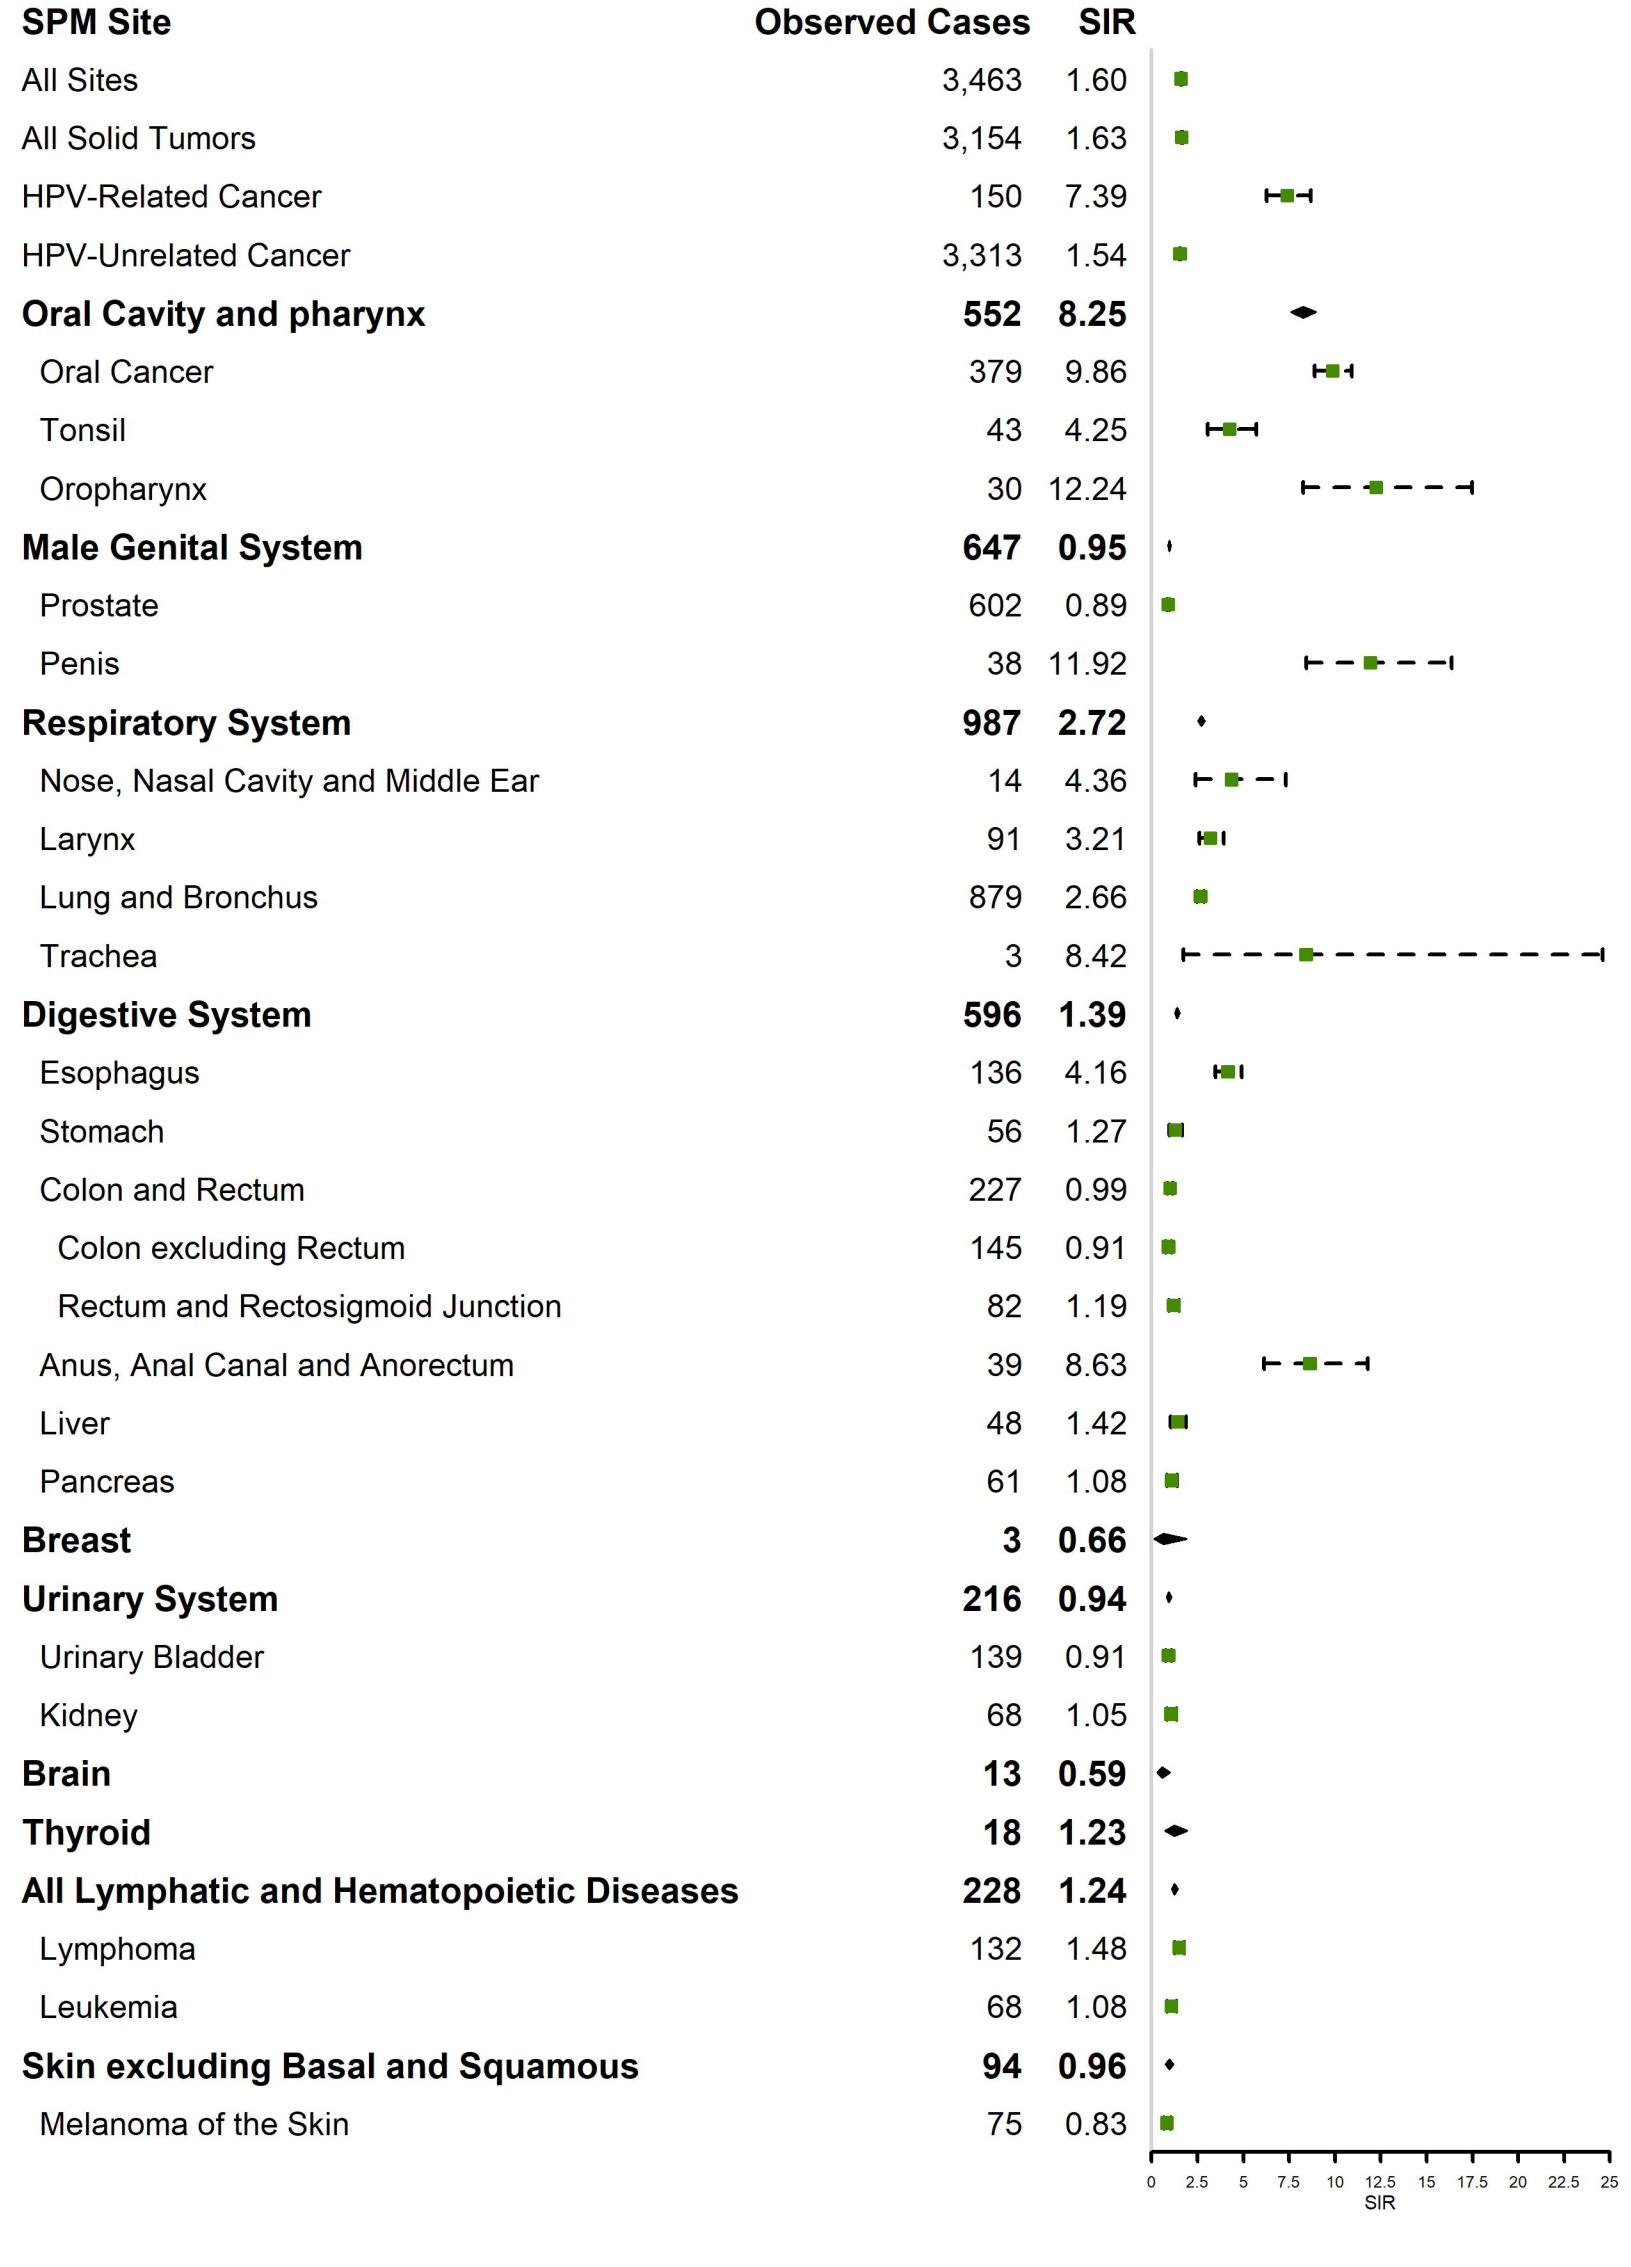 SPM Site Observed Cases SIR
All Sites 3,463 1.60
All Solid Tumors 3,154 1.63
HPV-Related Cancer 150 7.39
HPV-Unrelated Cancer 3,313 1.54
Oral Cavity and pharynx 552 8.25
Oral Cancer 379 9.86
Tonsil 43 4.25
Oropharynx 30 12.24
Male Genital System 647 0.95
Prostate 602 0.89
Penis 38 11.92
Respiratory System 987 2.72
Nose, Nasal Cavity and Middle Ear 14 4.36
Larynx 91 3.21
Lung and Bronchus 879 2.66
Trachea 3 8.42
Digestive System 596 1.39
Esophagus 136 4.16
Stomach 56 1.27
Colon and Rectum 227 0.99
Colon excluding Rectum 145 0.91
Rectum and Rectosigmoid Junction 82 1.19
Anus, Anal Canal and Anorectum 39 8.63
Liver 48 1.42
Pancreas 61 1.08
Breast 3 0.66
Urinary System 216 0.94
Urinary Bladder 139 0.91
Kidney 68 1.05
Brain 13 0.59
Thyroid 18 1.23
All Lymphatic and Hematopoietic Diseases 228 1.24
Lymphoma 132 1.48
Leukemia 68 1.08
Skin excluding Basal and Squamous 94 0.96
Melanoma of the Skin 75 0.83
0 2.5 5 7.5 10 12.5 15 17.5 20 22.5 25
SIR